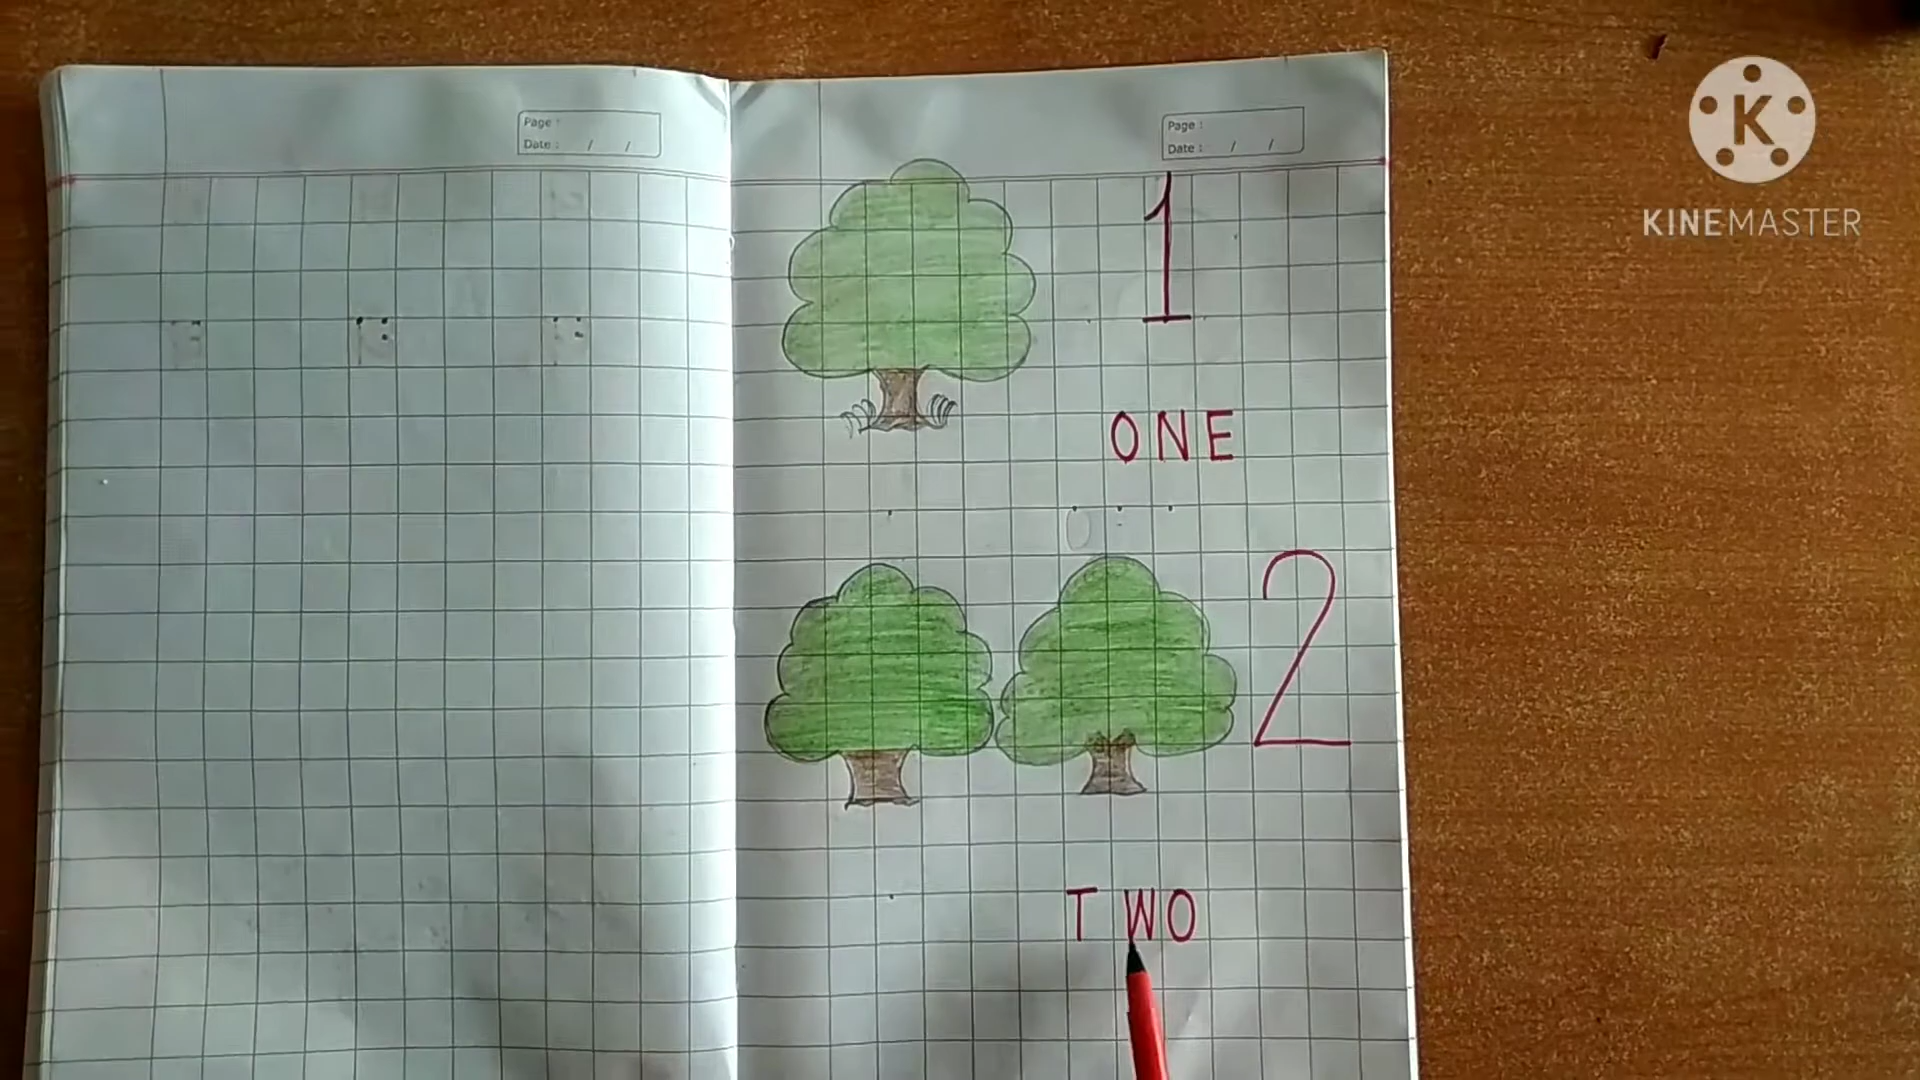 Page :
Date : / /
Page :
Date : / /
1
ONE
2
TWO
K
KINEMASTER